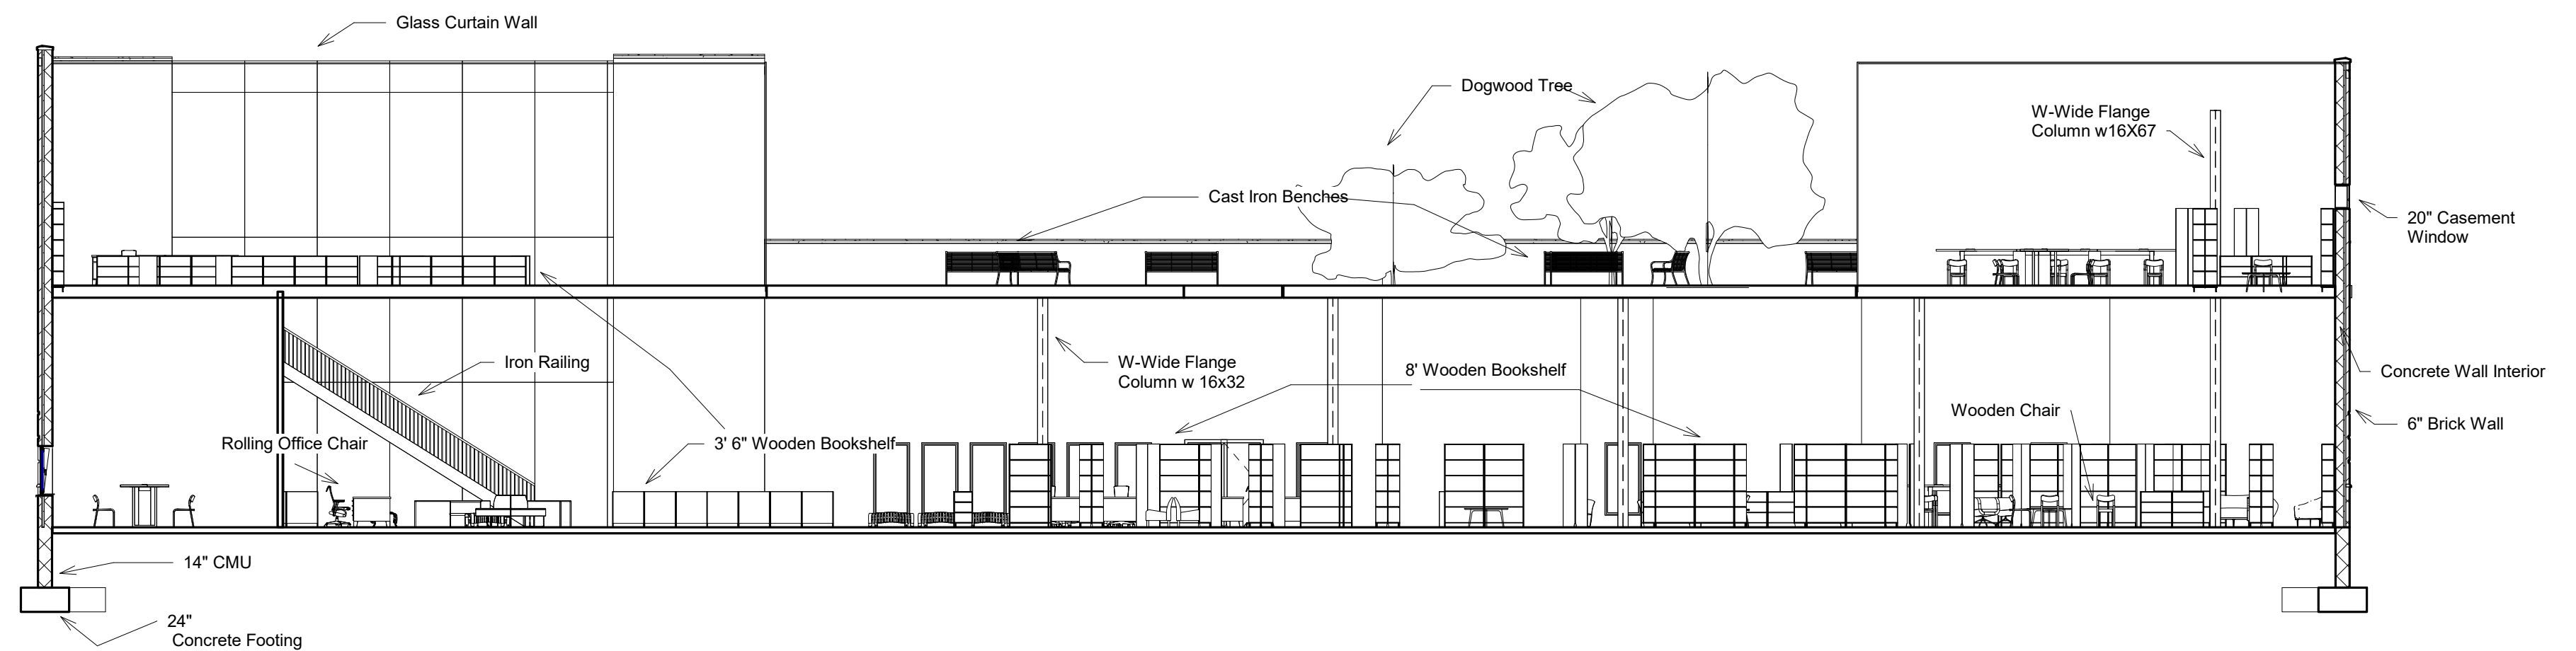 Glass Curtain Wall
Dogwood Tree
W-Wide Flange
Column w16X67
Cast Iron Benches
20" Casement
Window
Iron Railing
W-Wide Flange
Column w 16x32
8' Wooden Bookshelf
Concrete Wall Interior
Wooden Chair
6" Brick Wall
Rolling Office Chair
3' 6" Wooden Bookshelf
14" CMU
24"
Concrete Footing